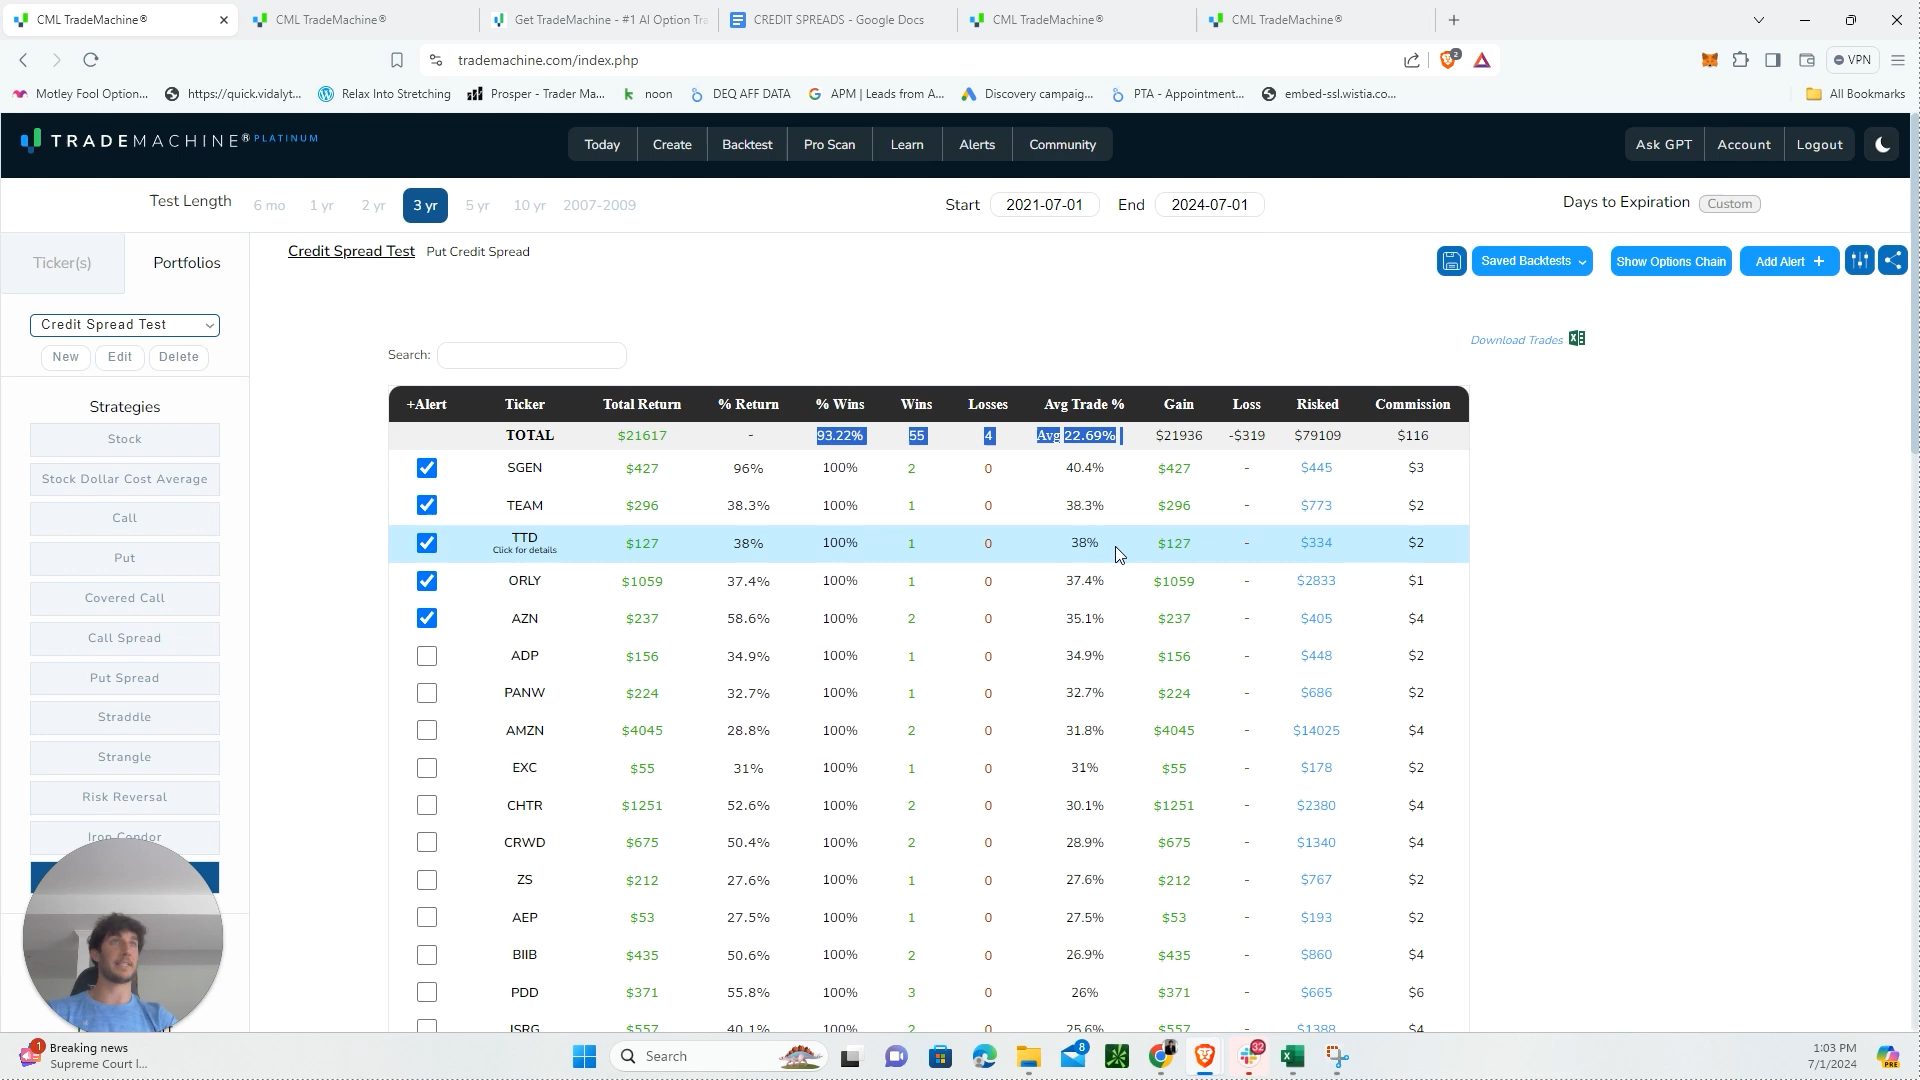 CML TradeMachine®
CML TradeMachine®
Get TradeMachine - #1 AI Option Tra
CREDIT SPREADS - Google Docs
CML TradeMachine®
CML TradeMachine®
trademachine.com/index.php
2
VPN
Motley Fool Option...
https://quick.vidalyt...
Relax Into Stretching
Prosper - Trader Ma...
noon
DEQ AFF DATA
APM | Leads from A...
Discovery campaig...
PTA - Appointment...
embed-ssl.wistia.co...
All Bookmarks
TRADEMACHINE® PLATINUM
Today
Create
Backtest
Pro Scan
Learn
Alerts
Community
Ask GPT
Account
Logout
Test Length
6 mo
1 yr
2 yr
3 yr
5 yr
10 yr
2007-2009
Start 2021-07-01
End 2024-07-01
Days to Expiration Custom
Ticker(s)
Portfolios
Credit Spread Test
New
Edit
Delete
Strategies
Stock
Stock Dollar Cost Average
Call
Put
Covered Call
Call Spread
Put Spread
Straddle
Strangle
Risk Reversal
Iron Condor
Credit Spread Test Put Credit Spread
Saved Backtests
Show Options Chain
Add Alert +
Search:
Download Trades
+Alert Ticker Total Return % Return % Wins Wins Losses Avg Trade % Gain Loss Risked Commission
TOTAL $21617 - 93.22% 55 4 Avg 22.69% $21936 -$319 $79109 $116
SGEN $427 96% 100% 2 0 40.4% $427 - $445 $3
TEAM $296 38.3% 100% 1 0 38.3% $296 - $773 $2
TTD $127 38% 100% 1 0 38% $127 - $334 $2
Click for details
ORLY $1059 37.4% 100% 1 0 37.4% $1059 - $2833 $1
AZN $237 58.6% 100% 2 0 35.1% $237 - $405 $4
ADP $156 34.9% 100% 1 0 34.9% $156 - $448 $2
PANW $224 32.7% 100% 1 0 32.7% $224 - $686 $2
AMZN $4045 28.8% 100% 2 0 31.8% $4045 - $14025 $4
EXC $55 31% 100% 1 0 31% $55 - $178 $2
CHTR $1251 52.6% 100% 2 0 30.1% $1251 - $2380 $4
CRWD $675 50.4% 100% 2 0 28.9% $675 - $1340 $4
ZS $212 27.6% 100% 1 0 27.6% $212 - $767 $2
AEP $53 27.5% 100% 1 0 27.5% $53 - $193 $2
BIIB $435 50.6% 100% 2 0 26.9% $435 - $860 $4
PDD $371 55.8% 100% 3 0 26% $371 - $665 $6
ISRG $557 40.1% 100% 2 0 25.6% $557 - $1388 $4
1
Breaking news
Supreme Court l...
Search
8
32
PRE
1:03 PM
7/1/2024